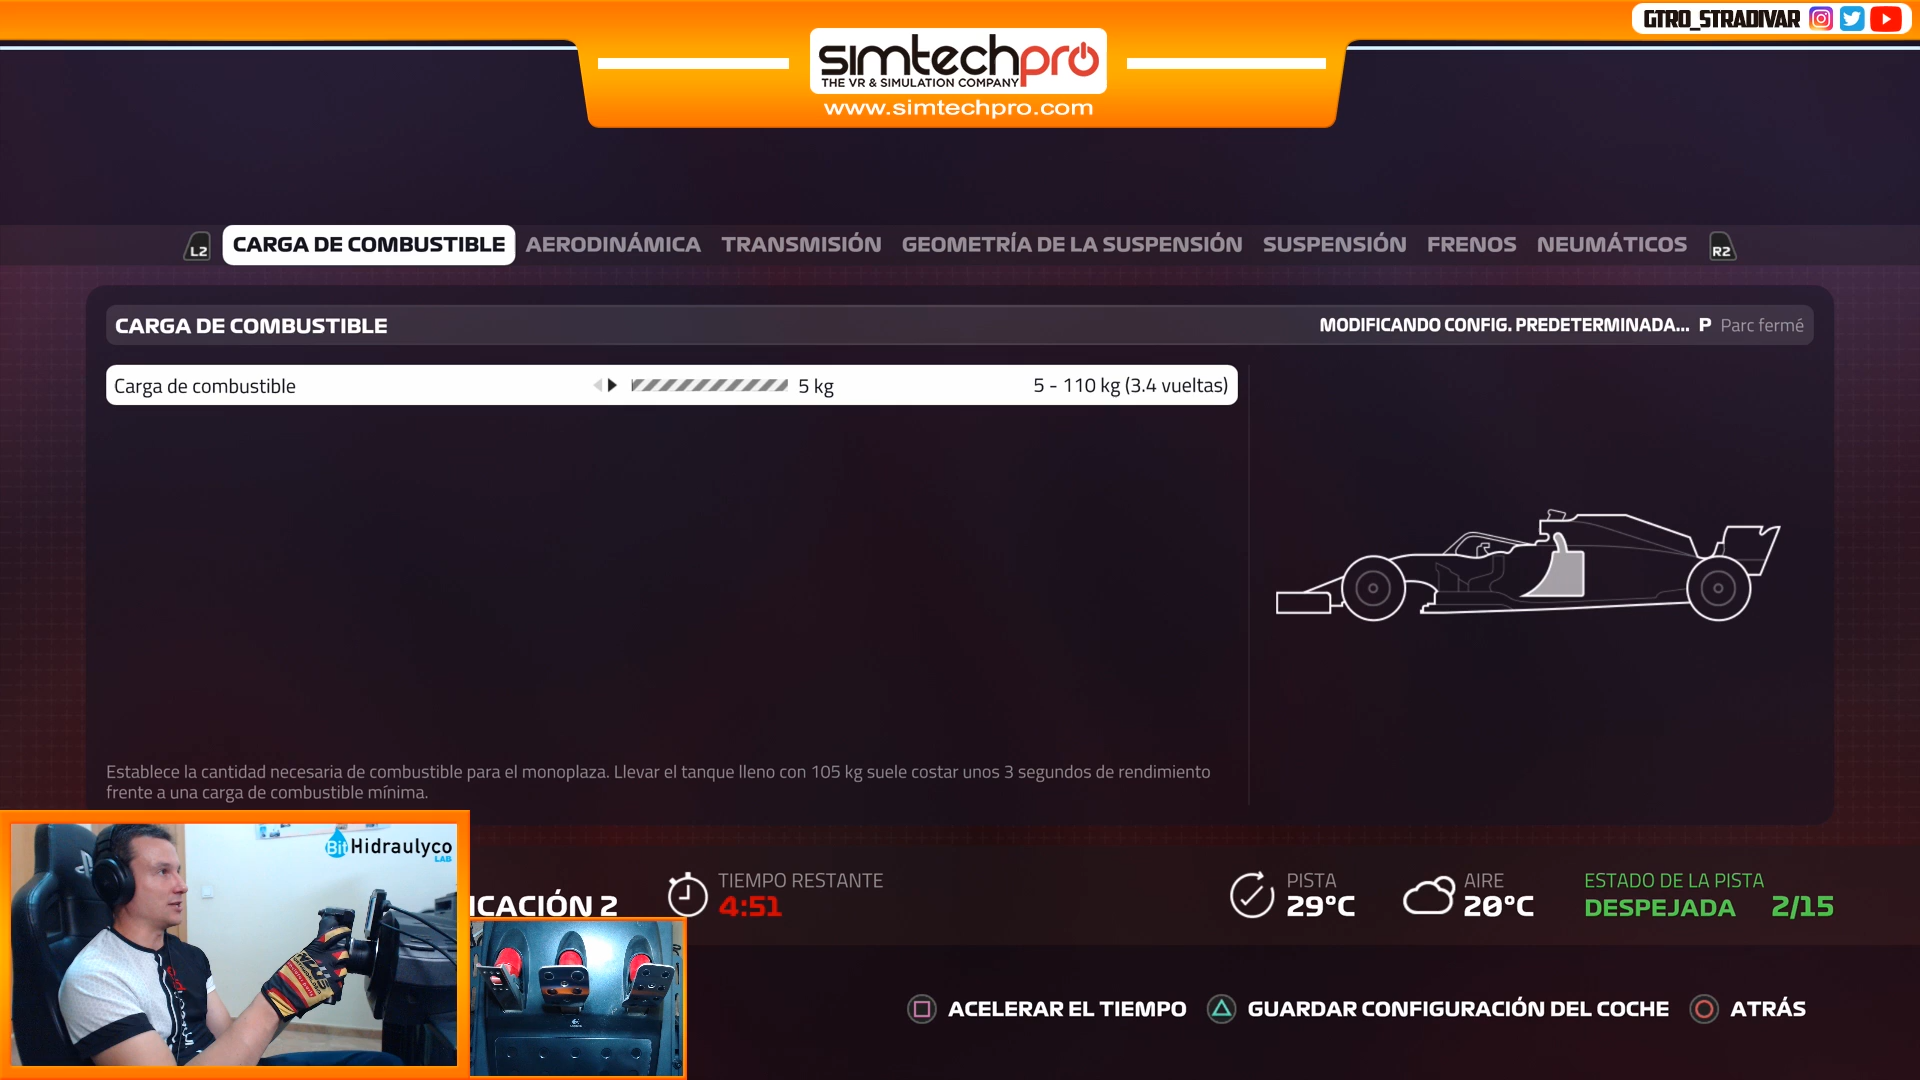 GTRO_STRADIVAR
simtechpro
THE VR & SIMULATION COMPANY
www.simtechpro.com
L2 CARGA DE COMBUSTIBLE AERODINÁMICA TRANSMISIÓN GEOMETRÍA DE LA SUSPENSIÓN SUSPENSIÓN FRENOS NEUMÁTICOS R2
CARGA DE COMBUSTIBLE MODIFICANDO CONFIG. PREDETERMINADA... P Parc fermé
Carga de combustible 5 kg 5 - 110 kg (3.4 vueltas)
Establece la cantidad necesaria de combustible para el monoplaza. Llevar el tanque lleno con 105 kg suele costar unos 3 segundos de rendimiento
frente a una carga de combustible mínima.
BitHidraulyco
LAB
ICACIÓN 2
TIEMPO RESTANTE
4:51
PISTA
29°C
AIRE
20°C
ESTADO DE LA PISTA
DESPEJADA 2/15
ACELERAR EL TIEMPO GUARDAR CONFIGURACIÓN DEL COCHE ATRÁS